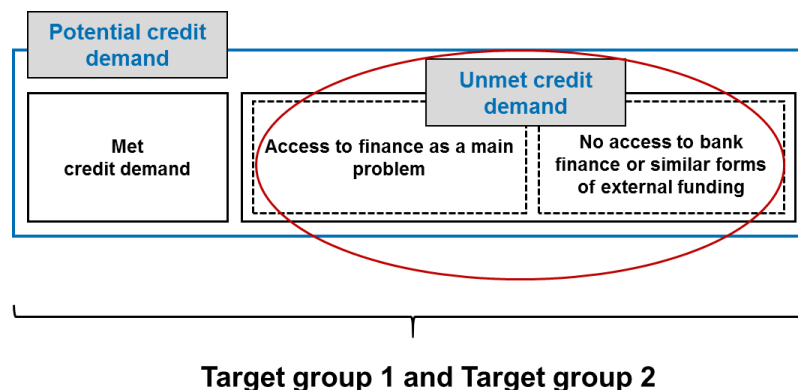 Potential credit
demand
Unmet credit
demand
Met
credit demand
Access to finance as a main
problem
No access to bank
finance or similar forms
of external funding
Target group 1 and Target group 2